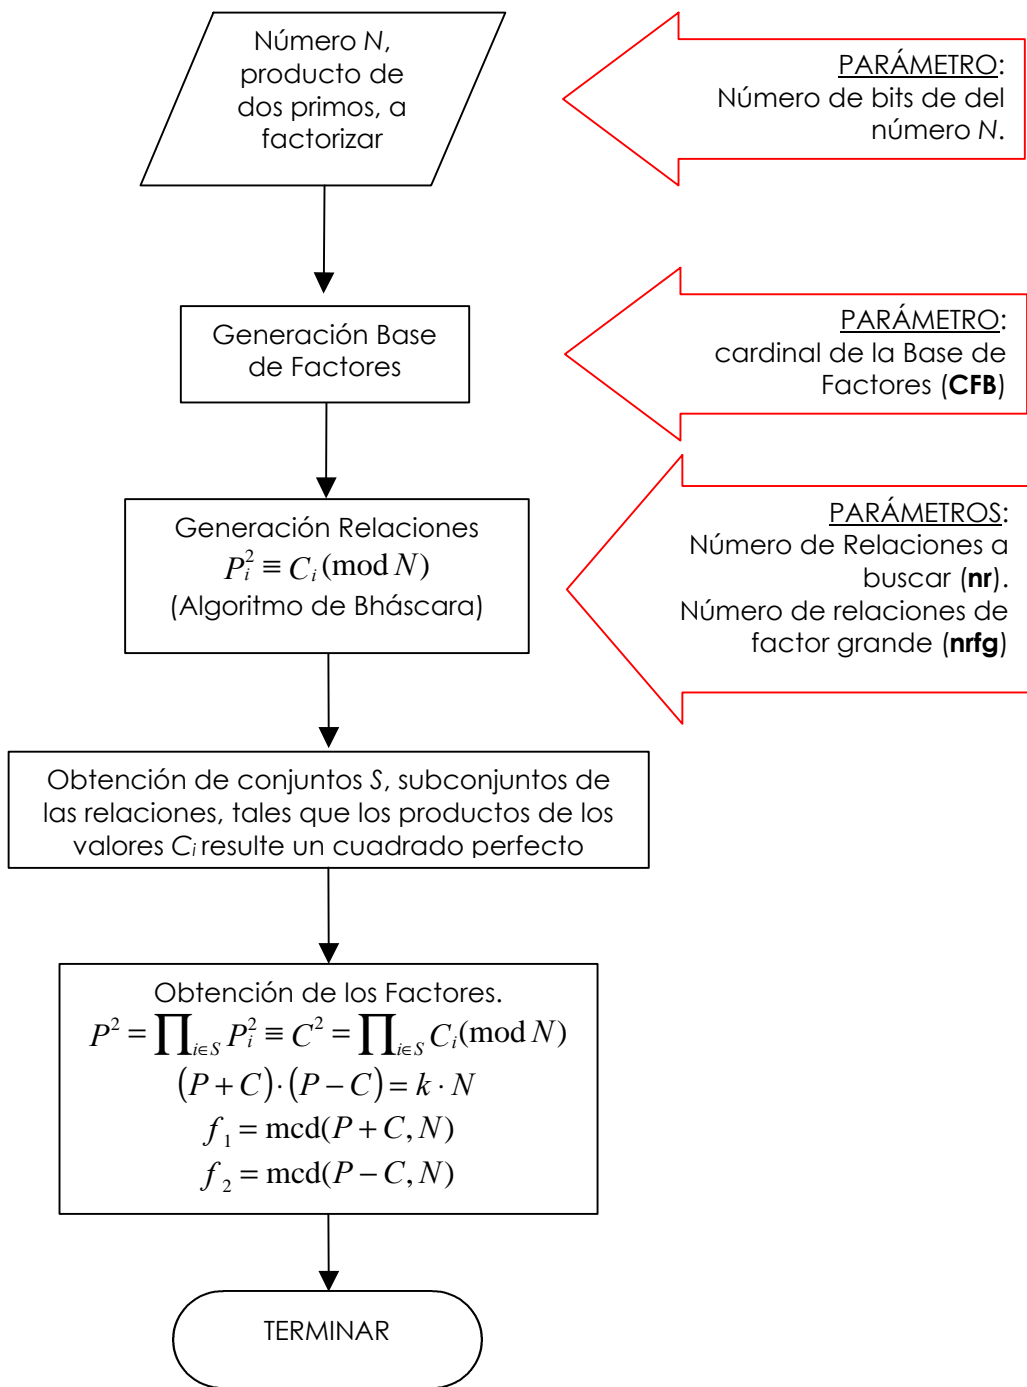 Número N,
producto de
dos primos, a
factorizar
PARÁMETRO:
Número de bits de del
número N.
Generación Base
de Factores
PARÁMETRO:
cardinal de la Base de
Factores (CFB)
Generación Relaciones
P_i^2 ≡ C_i (mod N)
(Algoritmo de Bháscara)
PARÁMETROS:
Número de Relaciones a
buscar (nr).
Número de relaciones de
factor grande (nrfg)
Obtención de conjuntos S, subconjuntos de
las relaciones, tales que los productos de los
valores C_i resulte un cuadrado perfecto
Obtención de los Factores.
P^2 = ∏_{i∈S} P_i^2 ≡ C^2 = ∏_{i∈S} C_i (mod N)
(P + C) · (P − C) = k · N
f_1 = mcd(P + C, N)
f_2 = mcd(P − C, N)
TERMINAR